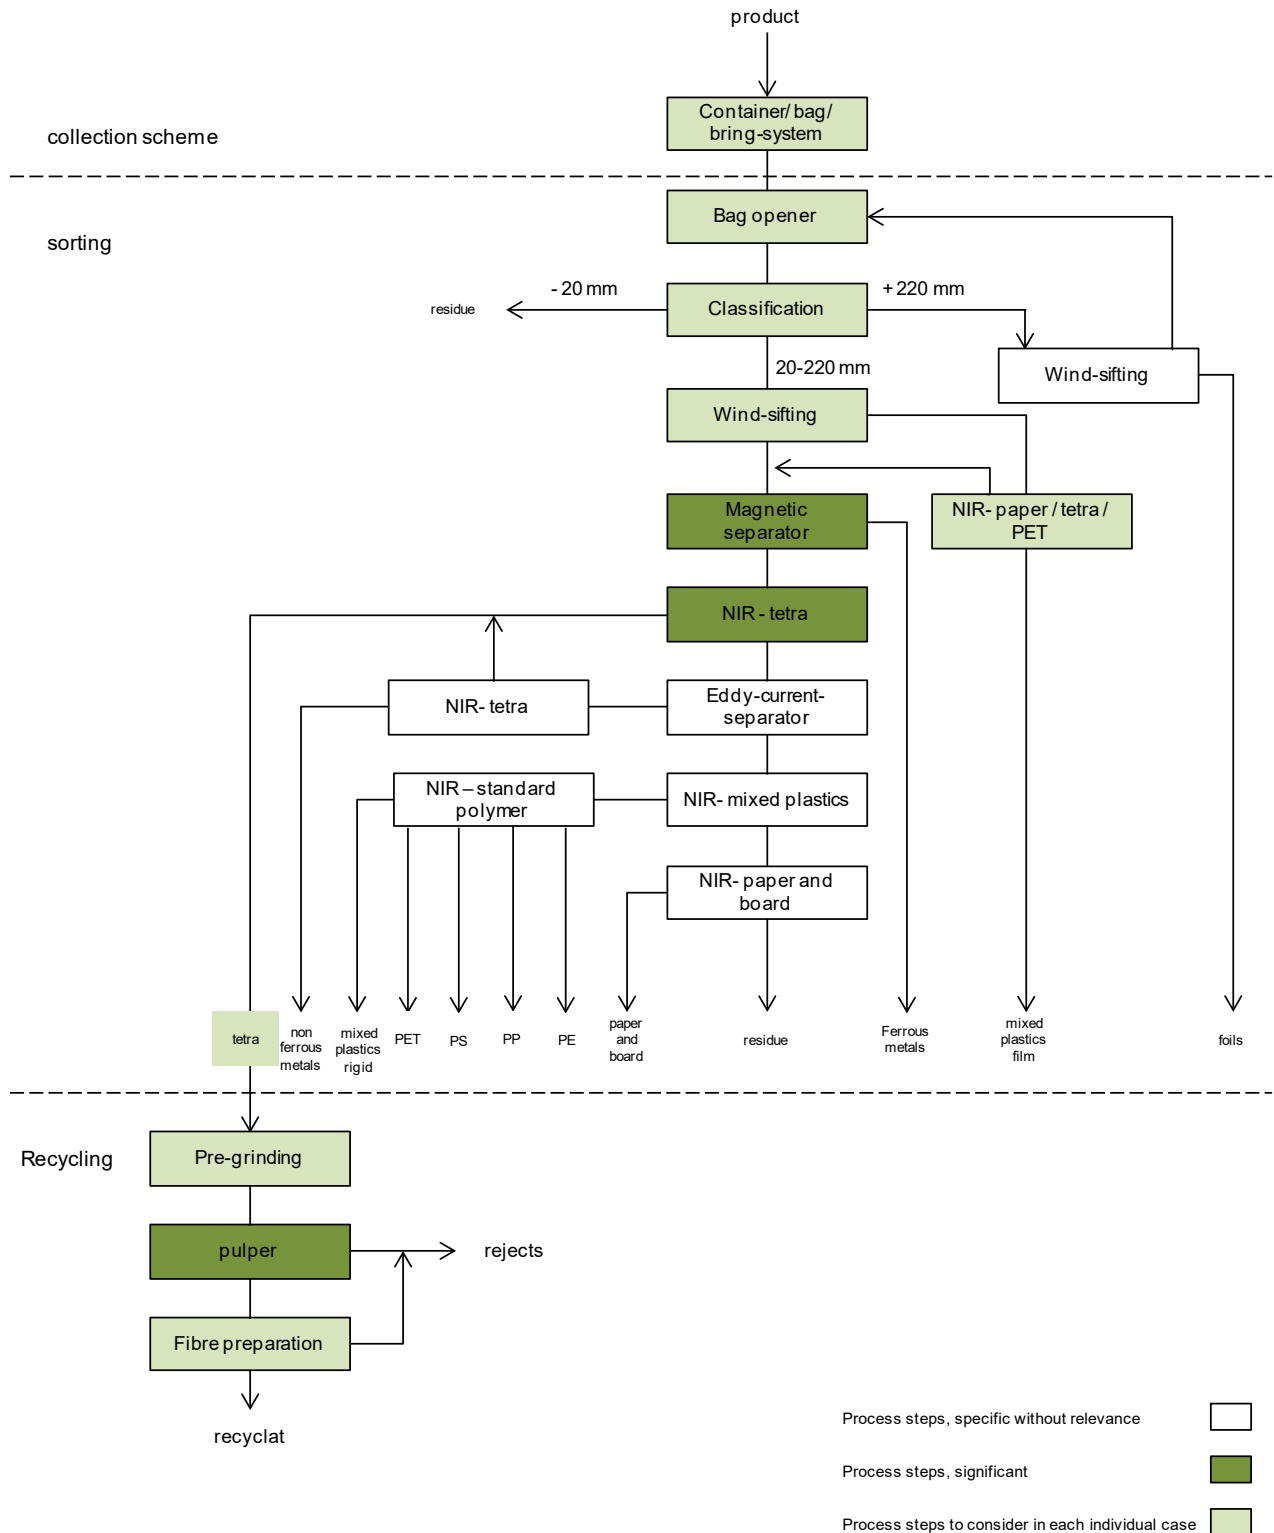 product
Container/ bag/
bring-system
collection scheme
Bag opener
sorting
- 20 mm
+ 220 mm
residue
Classification
20-220 mm
Wind-sifting
Wind-sifting
Magnetic
separator
NIR- paper / tetra /
PET
NIR - tetra
NIR- tetra
Eddy-current-
separator
NIR – standard
polymer
NIR- mixed plastics
NIR- paper and
board
tetra
non
ferrous
metals
mixed
plastics
rigid
PET
PS
PP
PE
paper
and
board
residue
Ferrous
metals
mixed
plastics
film
foils
Recycling
Pre-grinding
pulper
rejects
Fibre preparation
recyclat
Process steps, specific without relevance
Process steps, significant
Process steps to consider in each individual case